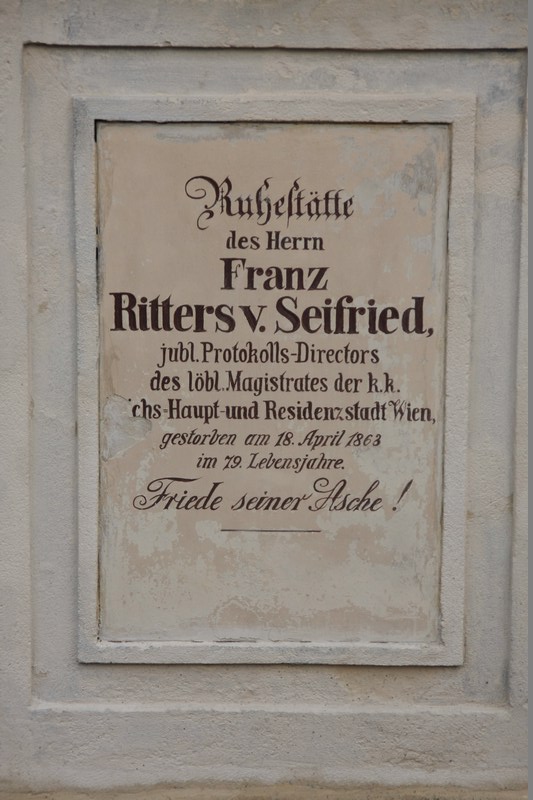 Ruhestätte
des Herrn
Franz
Ritters v. Seifried,
jubl. Protokolls-Directors
des löbl. Magistrates der k.k.
chs-Haupt-und Residenzstadt Wien,
gestorben am 18. April 1863
im 79. Lebensjahre.
Friede seiner Asche!